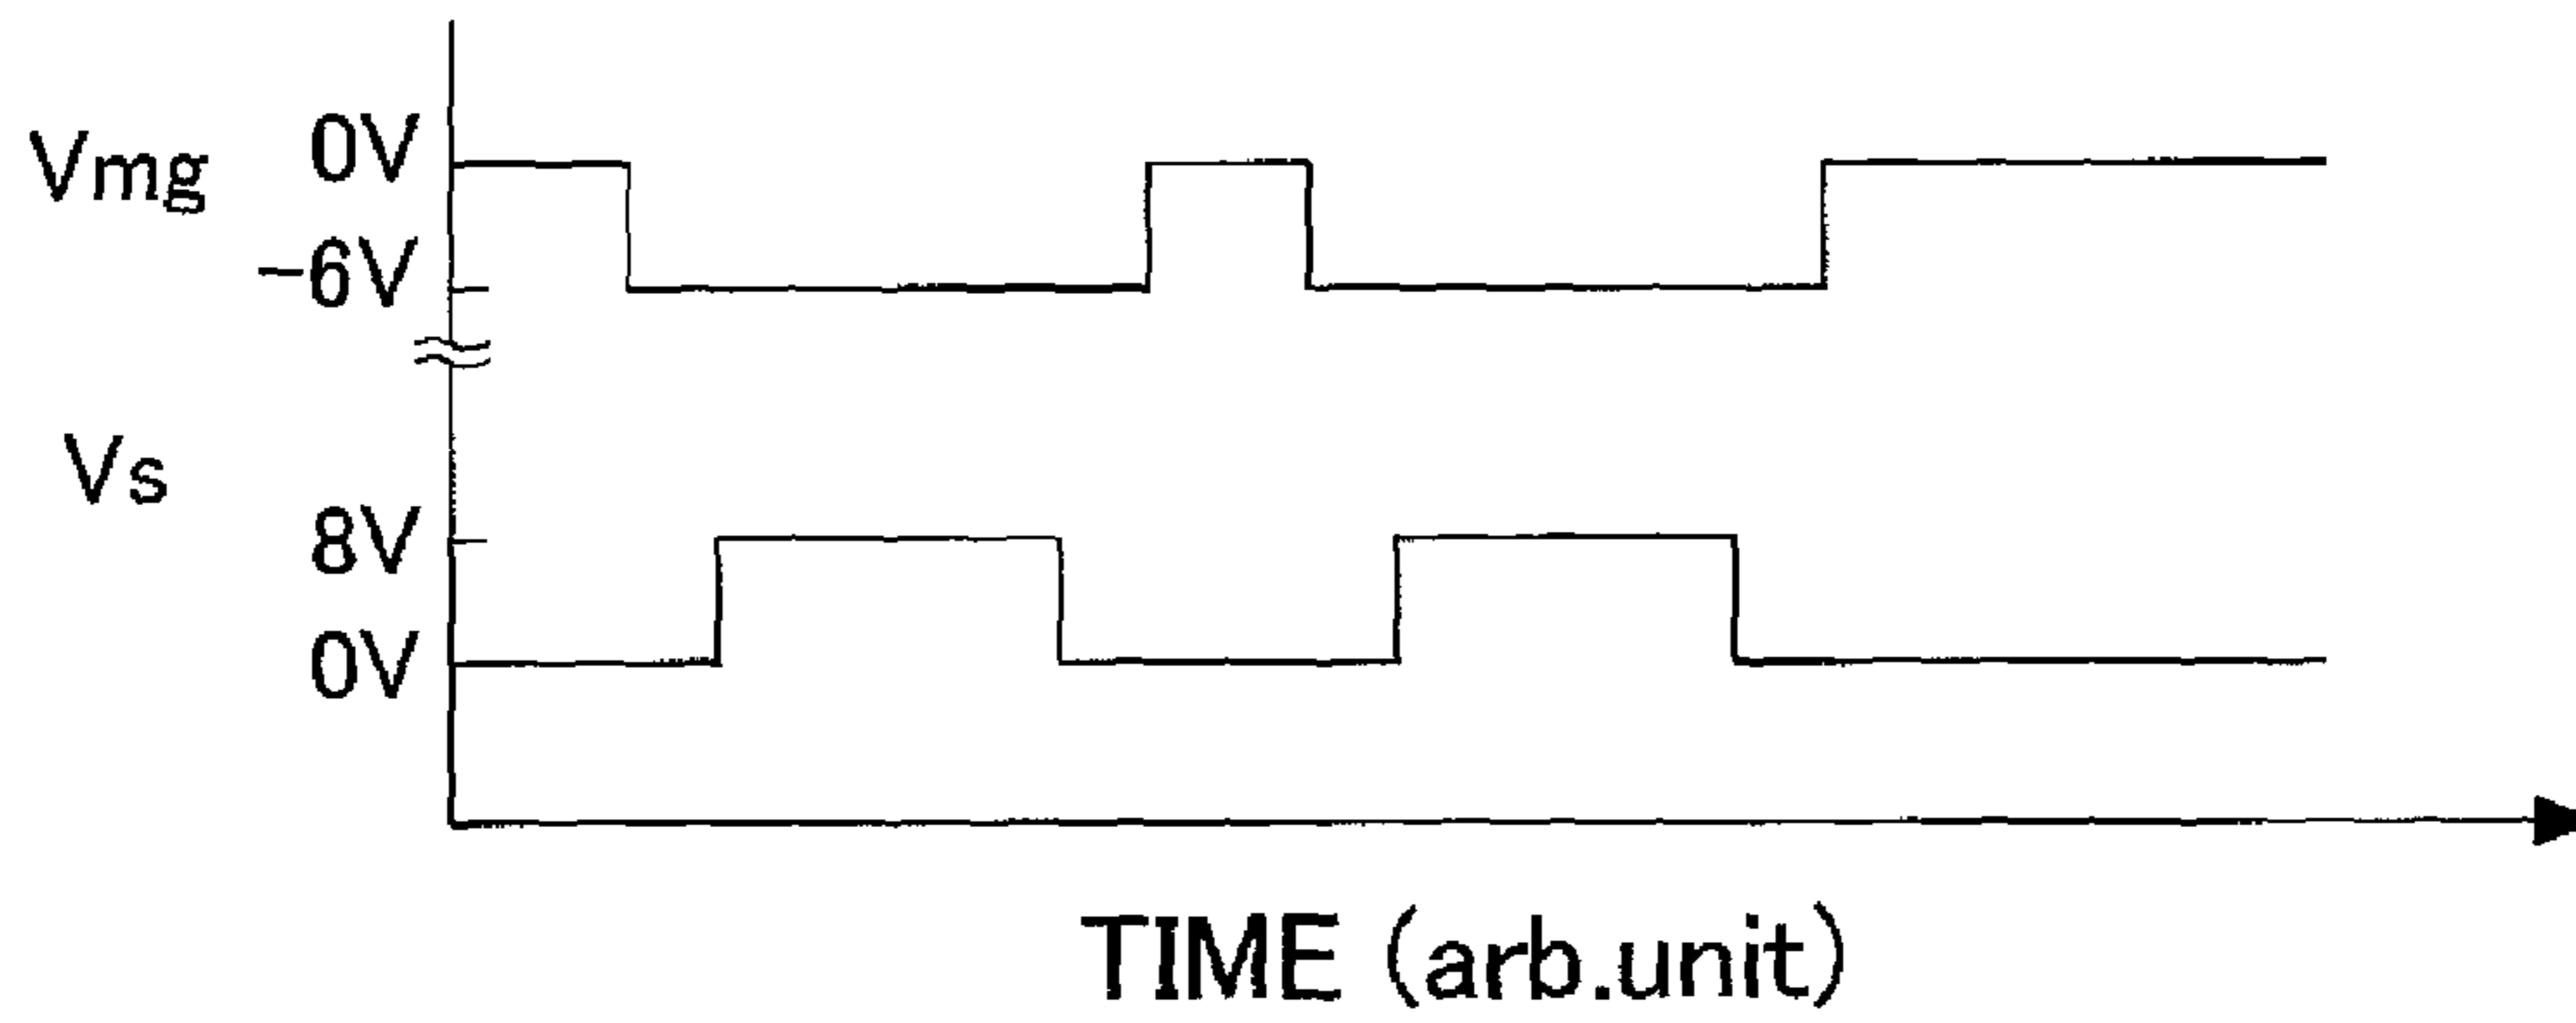 Vmg
0V
−6V
Vs
8V
0V
TIME (arb.unit)